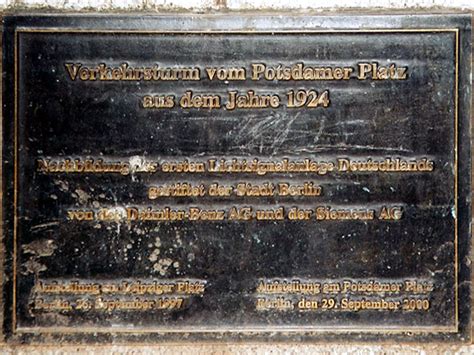 Verkehrsturm vom Potsdamer Platz
aus dem Jahre 1924
Nachbildung der ersten Lichtsignalanlage Deutschlands
gestiftet der Stadt Berlin
von der Daimler-Benz AG und der Siemens AG
Aufstellung am Leipziger Platz
Berlin, 26. September 1997
Aufstellung am Potsdamer Platz
Berlin, den 29. September 2000